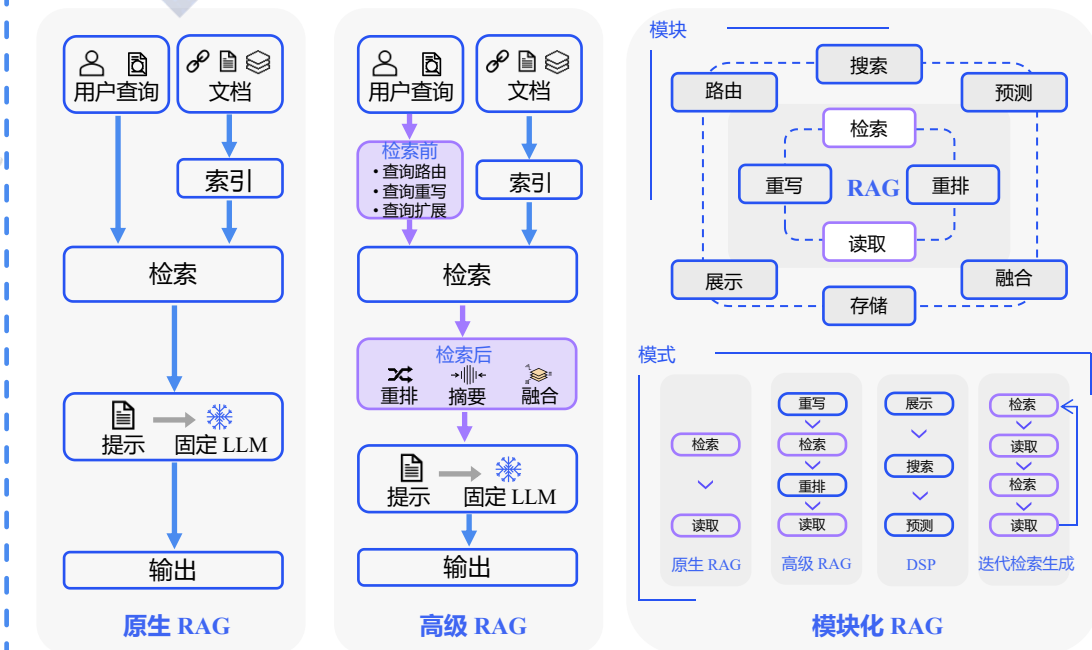 用户查询
文档
索引
检索
提示
固定 LLM
输出
原生 RAG
用户查询
文档
检索前
• 查询路由
• 查询重写
• 查询扩展
索引
检索
检索后
重排
摘要
融合
提示
固定 LLM
输出
高级 RAG
模块
搜索
路由
预测
检索
重写
RAG
重排
读取
展示
融合
存储
模式
检索
读取
原生 RAG
重写
检索
重排
读取
高级 RAG
展示
搜索
预测
DSP
检索
读取
检索
读取
迭代检索生成
模块化 RAG